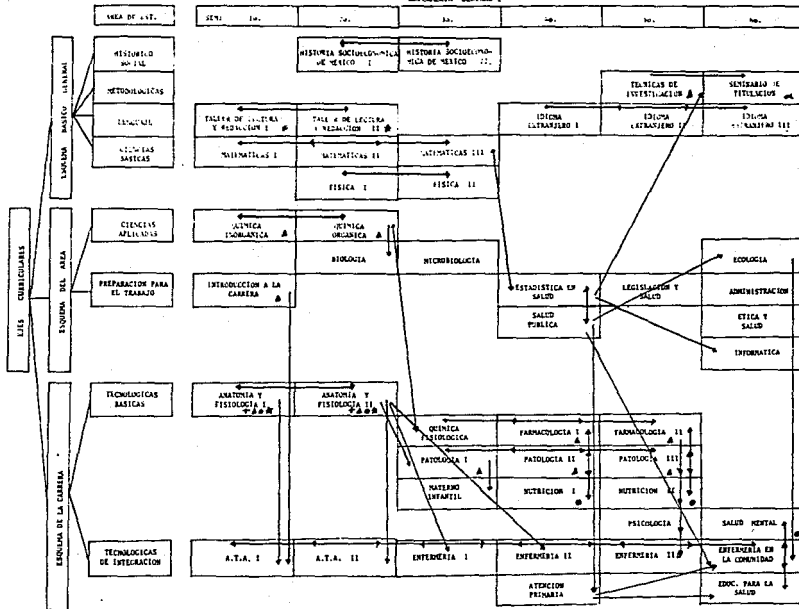 AREA DE EST.
SEM:
1o.
2o.
3o.
4o.
5o.
6o.
EJES CURRICULARES
ESQUEMA BASICO GENERAL
HISTORICO
SOCIAL
HISTORIA SOCIOECONOMICA
DE MEXICO I
HISTORIA SOCIOECONO-
MICA DE MEXICO II
METODOLOGICAS
TECNICAS DE
INVESTIGACION
SEMINARIO DE
TITULACION
LENGUAJE
TALLER DE LECTURA
Y REDACCION I
TALLER DE LECTURA
Y REDACCION II
IDIOMA
EXTRANJERO I
IDIOMA
EXTRANJERO II
IDIOMA
EXTRANJERO III
CIENCIAS
BASICAS
MATEMATICAS I
MATEMATICAS II
MATEMATICAS III
FISICA I
FISICA II
ESQUEMA DEL AREA
CIENCIAS
APLICADAS
QUIMICA
INORGANICA
QUIMICA
ORGANICA
BIOLOGIA
MICROBIOLOGIA
ECOLOGIA
PREPARACION PARA
EL TRABAJO
INTRODUCCION A LA
CARRERA
ESTADISTICA EN
SALUD
LEGISLACION Y
SALUD
ADMINISTRACION
SALUD
PUBLICA
ETICA Y
SALUD
INFORMATICA
ESQUEMA DE LA CARRERA
TECNOLOGICAS
BASICAS
ANATOMIA Y
FISIOLOGIA I
ANATOMIA Y
FISIOLOGIA II
QUIMICA
FISIOLOGICA
FARMACOLOGIA I
FARMACOLOGIA II
PATOLOGIA I
PATOLOGIA II
PATOLOGIA III
MATERNO
INFANTIL
NUTRICION I
NUTRICION II
PSICOLOGIA
SALUD MENTAL
TECNOLOGICAS
DE INTEGRACION
A.T.A. I
A.T.A. II
ENFERMERIA I
ENFERMERIA II
ENFERMERIA II
ENFERMERIA EN
LA COMUNIDAD
ATENCION
PRIMARIA
EDUC. PARA LA
SALUD